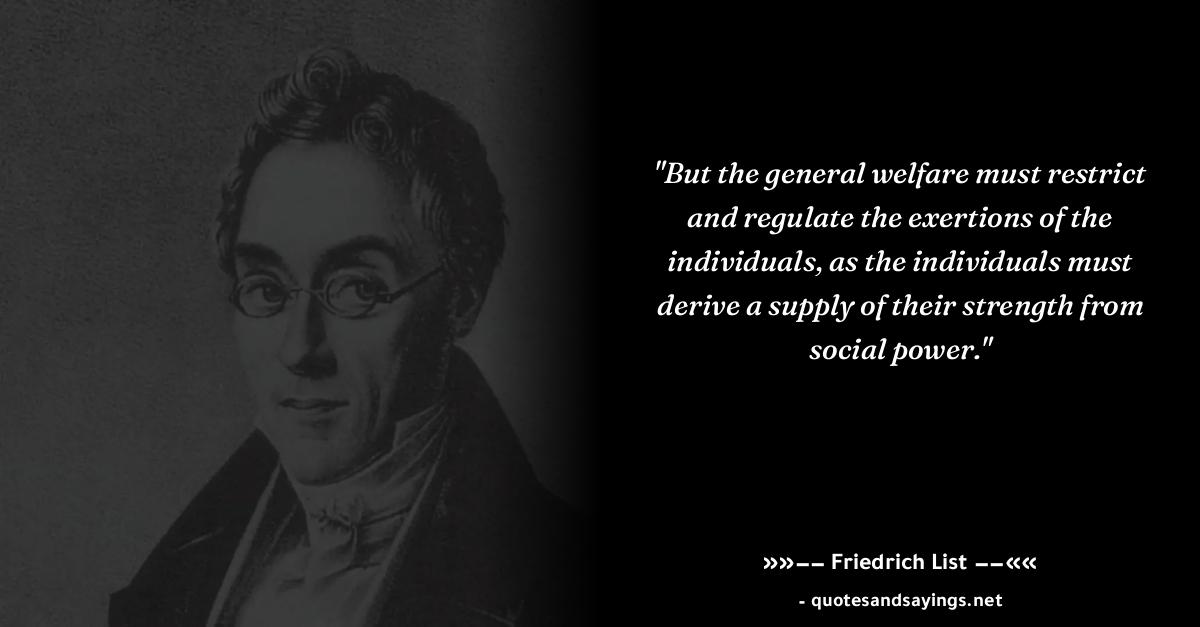 "But the general welfare must restrict
and regulate the exertions of the
individuals, as the individuals must
derive a supply of their strength from
social power."
»»−− Friedrich List −−««
- quotesandsayings.net